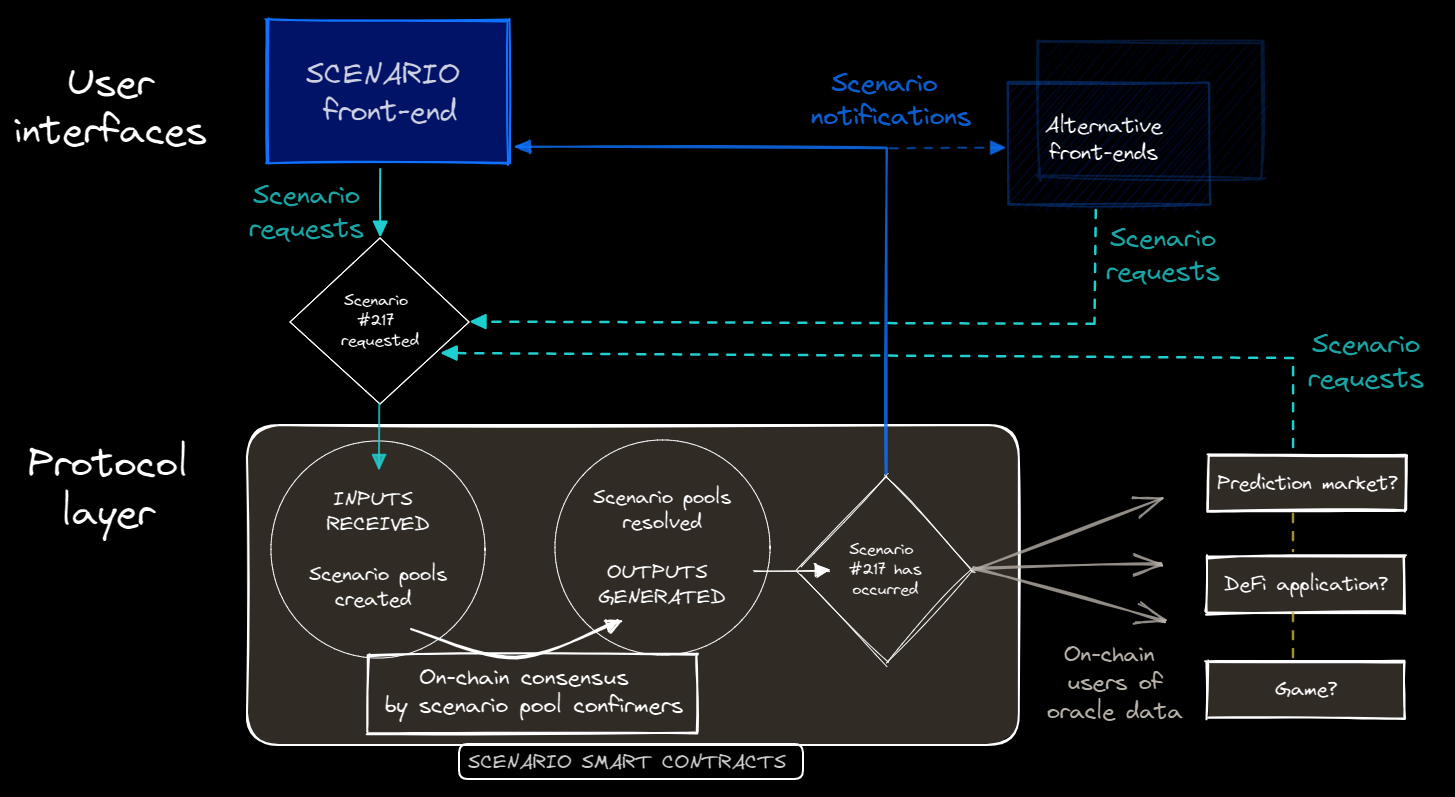 User
interfaces
SCENARIO
front-end
Scenario
notifications
Alternative
front-ends
Scenario
requests
Scenario
requests
Scenario
#217
requested
Scenario
requests
Protocol
layer
INPUTS
RECEIVED
Scenario pools
created
Scenario pools
resolved
OUTPUTS
GENERATED
On-chain consensus
by scenario pool confirmers
Scenario
#217 has
occurred
On-chain
users of
oracle data
Prediction market?
DeFi application?
Game?
SCENARIO SMART CONTRACTS